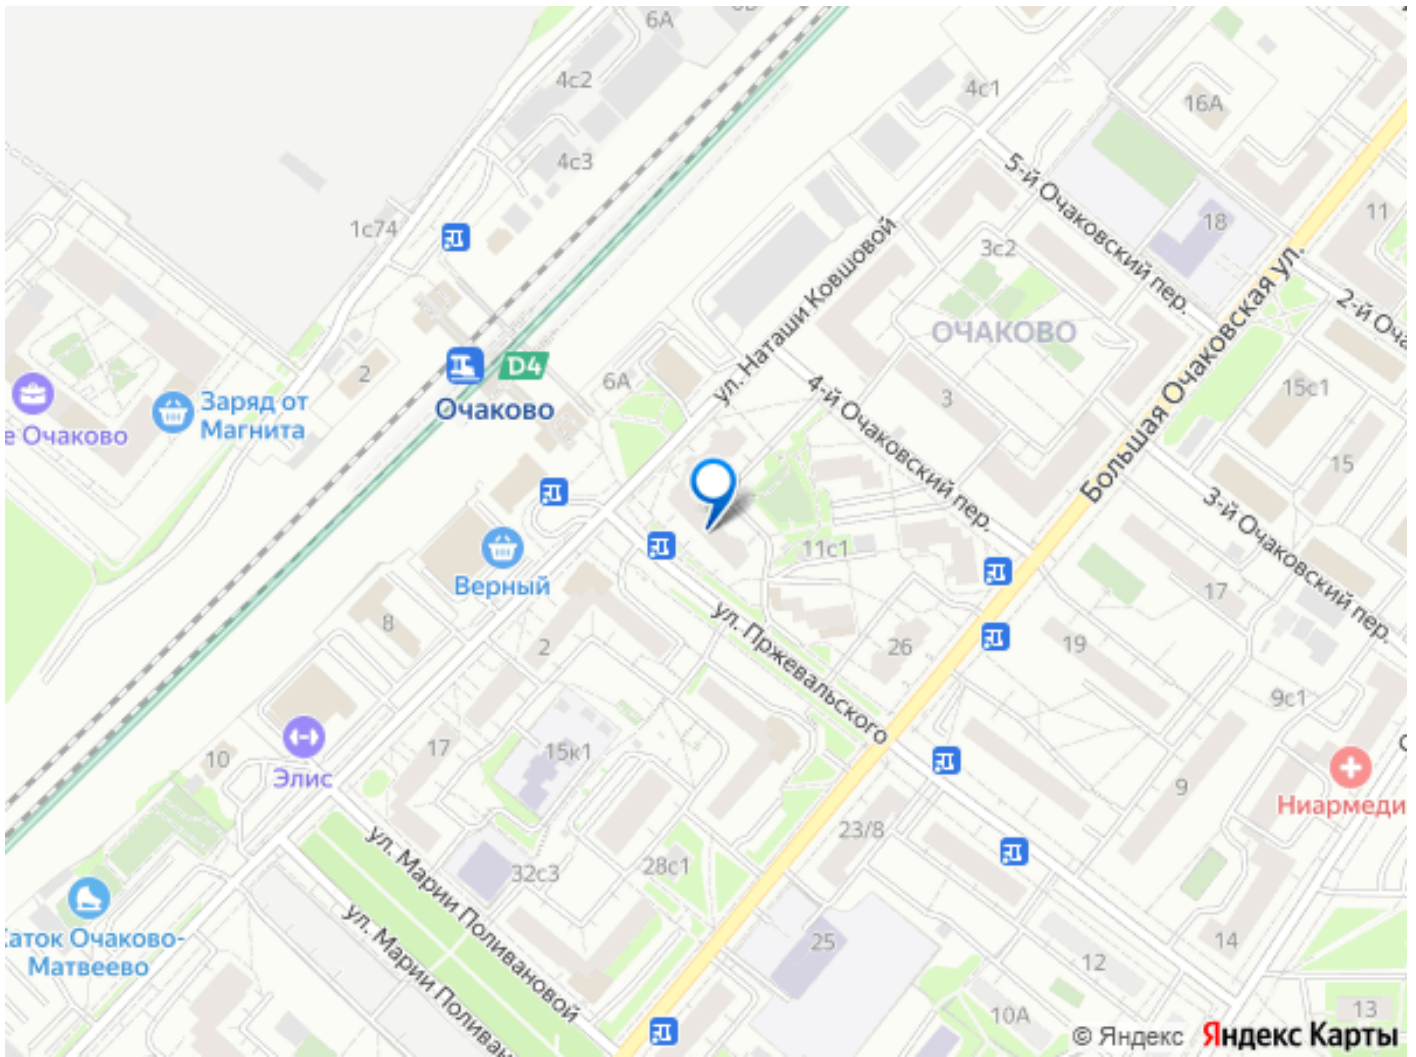 6А
4с2
4с1
16А
4с3
5-й Очаковский пер.
1с74
18
11
3с2
ул. Наташи Ковшовой
ОЧАКОВО
Большая Очаковская ул.
2-й Оча
D4
2
6А
Очаково
Заряд от
Магнита
е Очаково
4-й Очаковский пер.
3
15с1
15
3-й Очаковский пер.
Верный
11с1
17
8
2
ул. Пржевальского
26
19
9с1
17
15к1
10
Элис
9
Ниармеди
23/8
ул. Марии Поливановой
32с3
28с1
ул. Марии Полива
Каток Очаково-
Матвеево
25
14
12
10А
13
© Яндекс Яндекс Карты